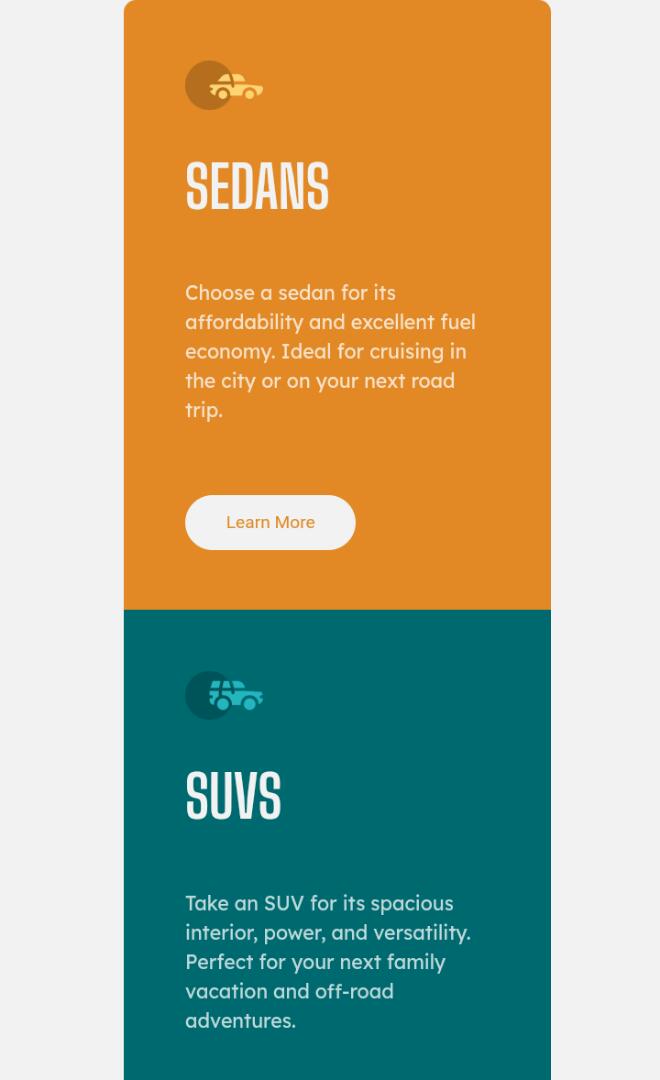 SEDANS
Choose a sedan for its
affordability and excellent fuel
economy. Ideal for cruising in
the city or on your next road
trip.
Learn More
SUVS
Take an SUV for its spacious
interior, power, and versatility.
Perfect for your next family
vacation and off-road
adventures.